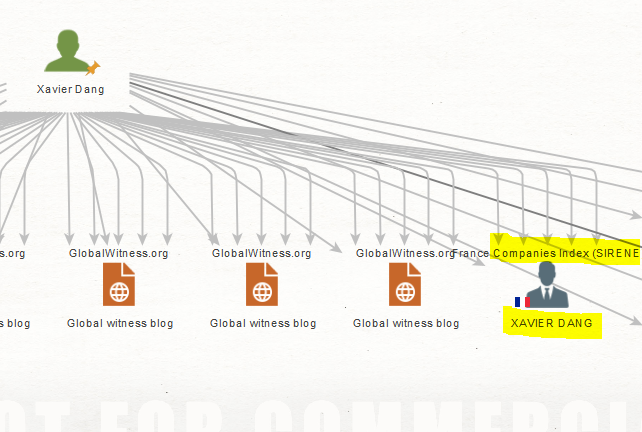 Xavier Dang
s.org
GlobalWitness.org
GlobalWitness.org
GlobalWitness.org
France Companies Index (SIRENE
s blog
Global witness blog
Global witness blog
Global witness blog
XAVIER DANG
OT FOR COMMERCI